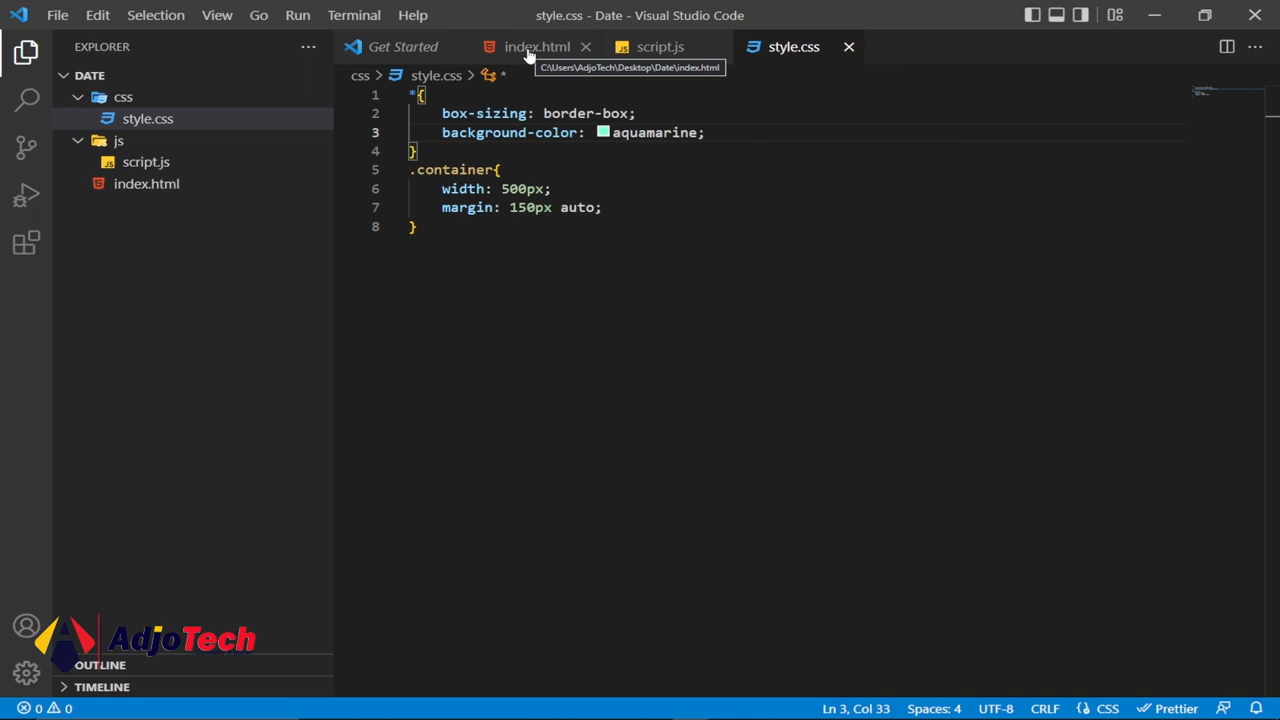 File Edit Selection View Go Run Terminal Help
style.css - Date - Visual Studio Code
EXPLORER
DATE
css
style.css
js
script.js
index.html
OUTLINE
TIMELINE
Get Started
index.html
script.js
style.css
C:\Users\AdjoTech\Desktop\Date\index.html
css > style.css > *
1 *{
2 box-sizing: border-box;
3 background-color: aquamarine;
4 }
5 .container{
6 width: 500px;
7 margin: 150px auto;
8 }
AdjoTech
0 0
Ln 3, Col 33 Spaces: 4 UTF-8 CRLF {} CSS Prettier